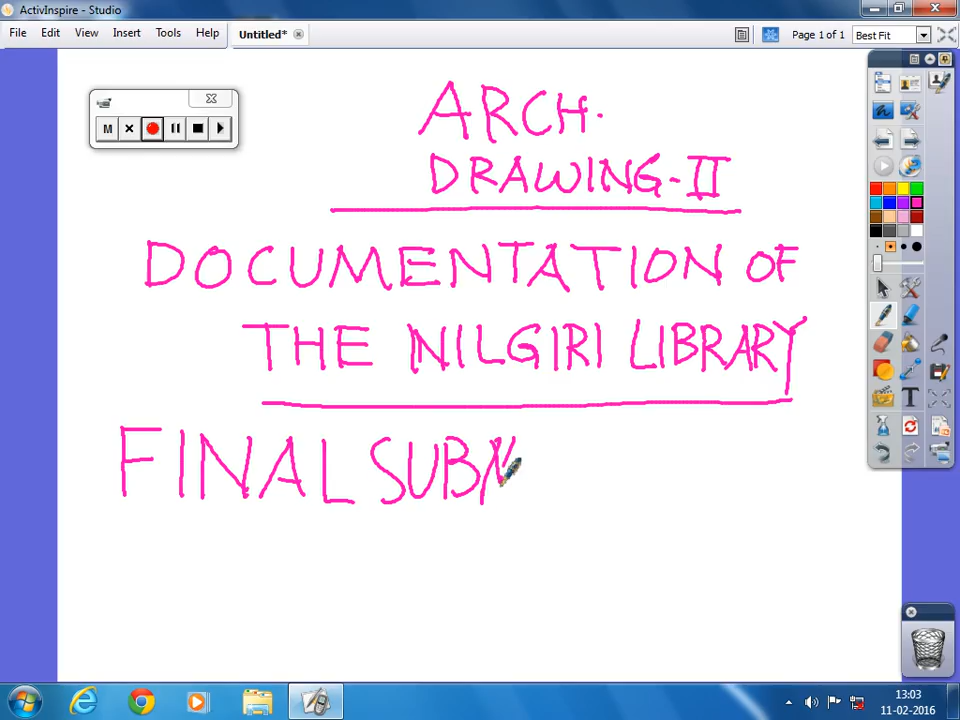 ActivInspire - Studio
File Edit View Insert Tools Help Untitled* Page 1 of 1 Best Fit
M
ARCH.
DRAWING-II
DOCUMENTATION OF
THE NILGIRI LIBRARY
FINAL SUBM
T
13:03
11-02-2016